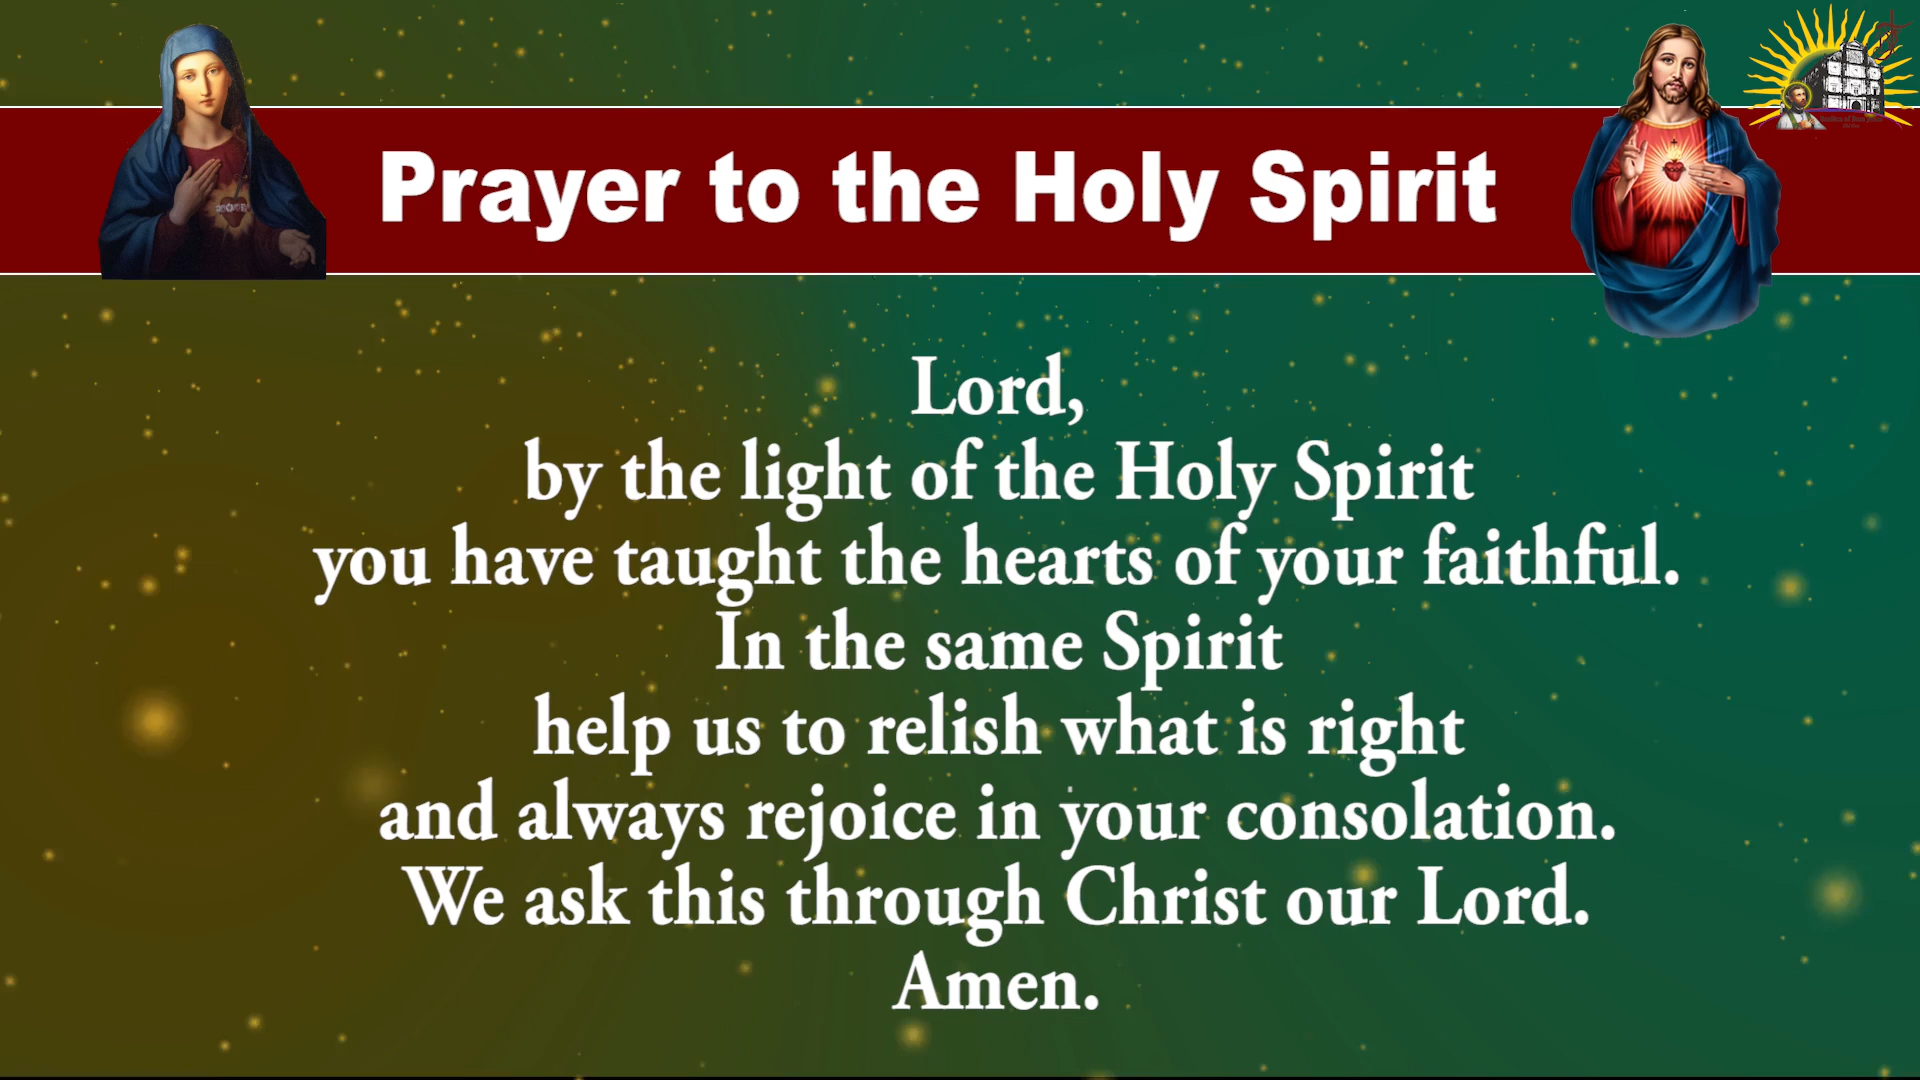 Prayer to the Holy Spirit
Lord,
by the light of the Holy Spirit
you have taught the hearts of your faithful.
In the same Spirit
help us to relish what is right
and always rejoice in your consolation.
We ask this through Christ our Lord.
Amen.